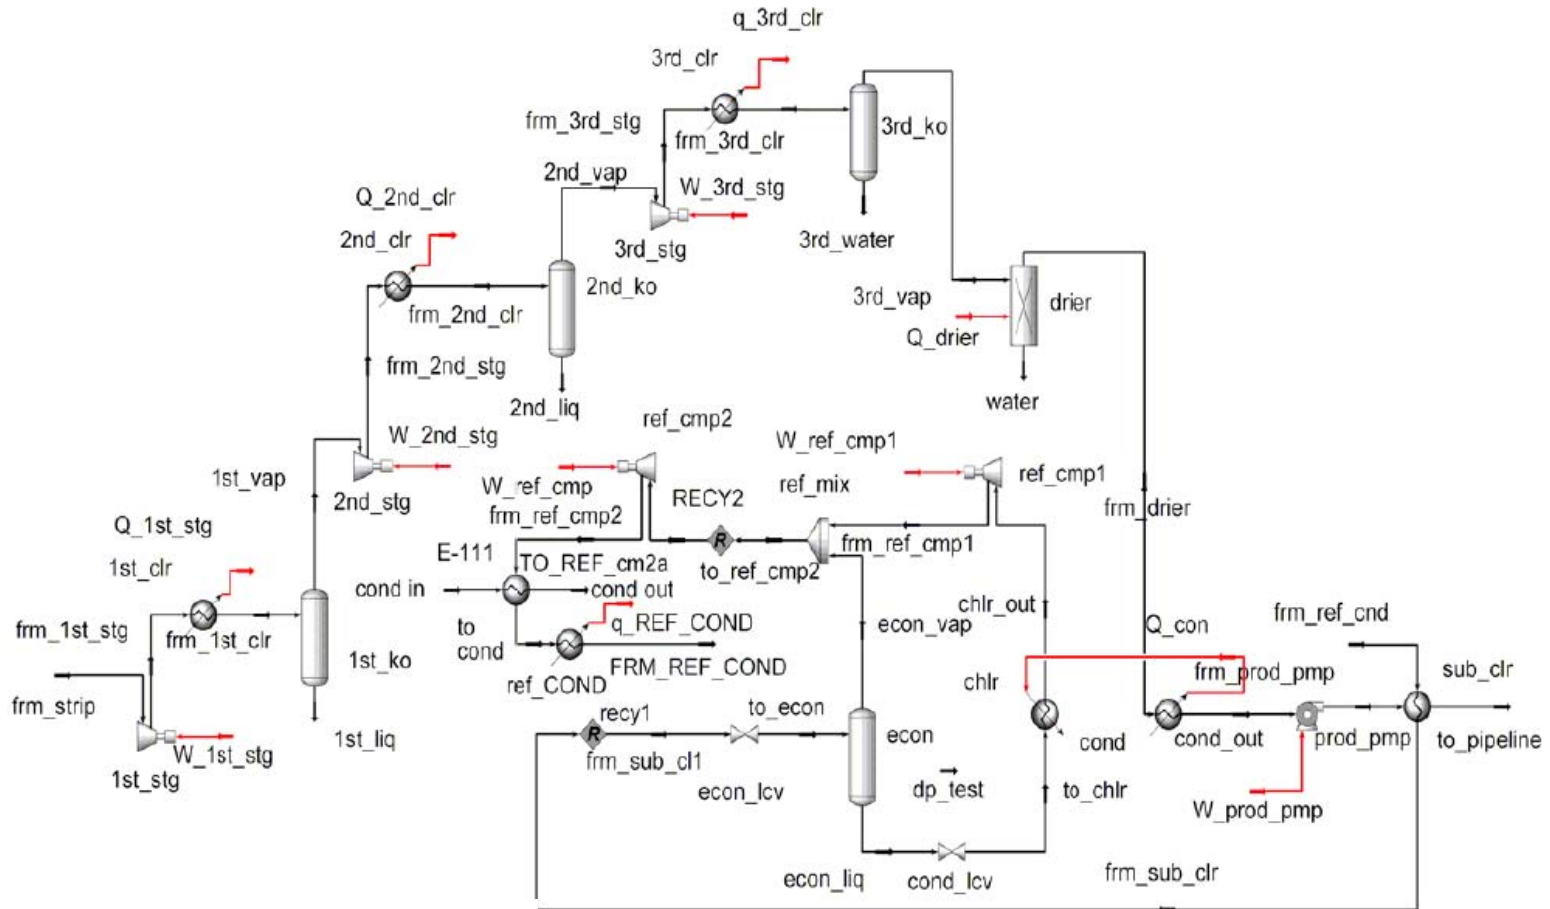 q_3rd_clr
3rd_clr
frm_3rd_stg
frm_3rd_clr
3rd_ko
2nd_vap
W_3rd_stg
Q_2nd_clr
2nd_clr
3rd_stg
3rd_water
2nd_ko
3rd_vap
drier
frm_2nd_clr
Q_drier
frm_2nd_stg
2nd_liq
water
ref_cmp2
W_2nd_stg
W_ref_cmp1
1st_vap
2nd_stg
W_ref_cmp
ref_mix
ref_cmp1
RECY2
frm_ref_cmp2
frm_drier
Q_1st_stg
E-111
frm_ref_cmp1
1st_clr
TO_REF_cm2a
to_ref_cmp2
cond in
cond out
chlr_out
frm_ref_cnd
frm_1st_stg
frm_1st_clr
to
cond
q_REF_COND
econ_vap
Q_con
1st_ko
FRM_REF_COND
frm_prod_pmp
sub_clr
ref_COND
chlr
frm_strip
recy1
R
R
to_econ
1st_liq
econ
cond
cond_out
prod_pmp
to_pipeline
W_1st_stg
frm_sub_cl1
1st_stg
econ_lcv
dp_test
to_chlr
W_prod_pmp
econ_liq
cond_lcv
frm_sub_clr